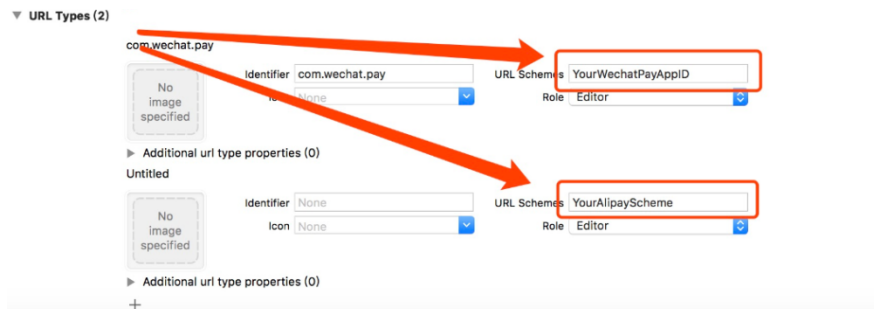 URL Types (2)
com.wechat.pay
No image specified
Identifier com.wechat.pay URL Schemes YourWechatPayAppID
None Role Editor
Additional url type properties (0)
Untitled
No image specified
Identifier None URL Schemes YourAlipayScheme
Icon None Role Editor
Additional url type properties (0)